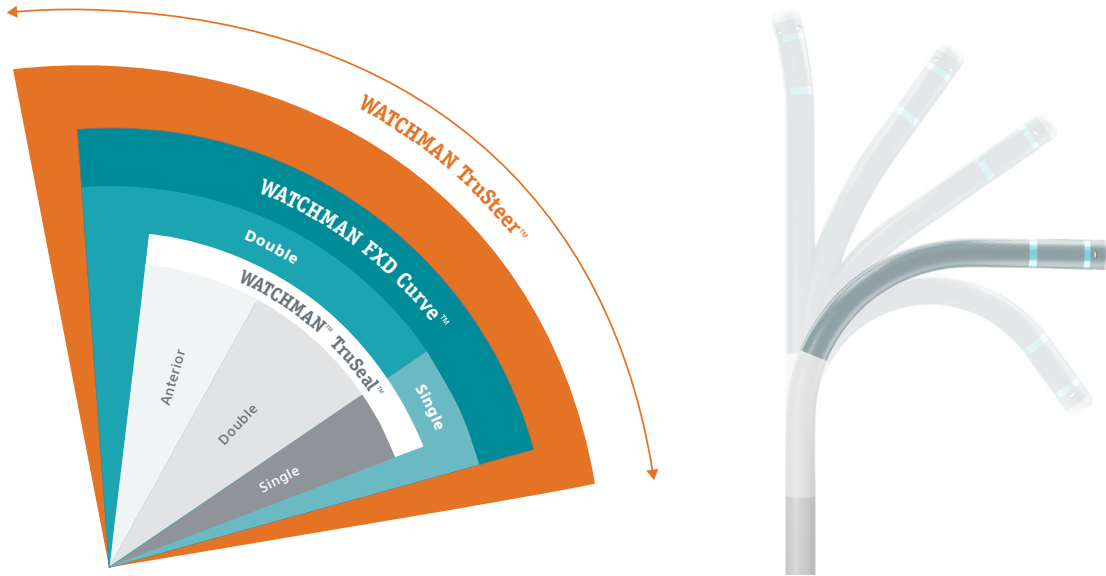 WATCHMAN TruSteer™
WATCHMAN FXD Curve™
Double
WATCHMAN™ TruSeal™
Single
Anterior
Double
Single